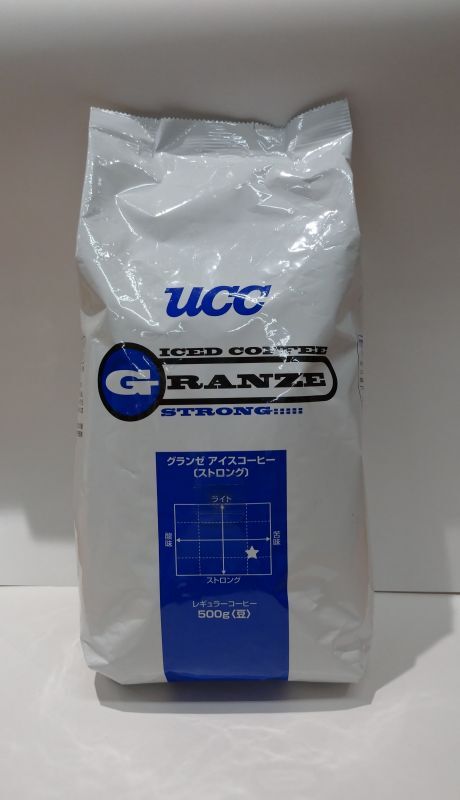 UCC
ICED COFFEE
GRANZE
STRONG
グランゼ アイスコーヒー
〔ストロング〕
ライト
酸味
苦味
ストロング
レギュラーコーヒー
500g〈豆〉